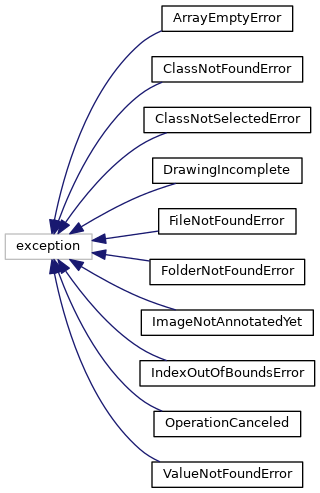 ArrayEmptyError
ClassNotFoundError
ClassNotSelectedError
DrawingIncomplete
FileNotFoundError
exception
FolderNotFoundError
ImageNotAnnotatedYet
IndexOutOfBoundsError
OperationCanceled
ValueNotFoundError